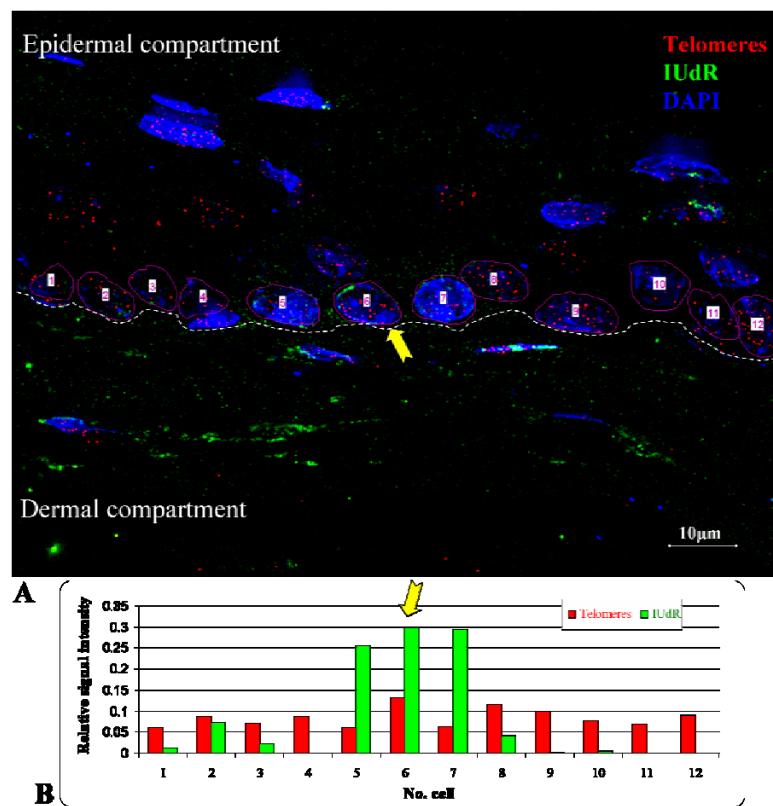 Epidermal compartment
Telomeres
IUdR
DAPI
1
2
3
4
5
6
7
8
9
10
11
12
Dermal compartment
10µm
A
B
Relative signal intensity
0.35
0.3
0.25
0.2
0.15
0.1
0.05
0
Telomeres IUdR
1 2 3 4 5 6 7 8 9 10 11 12
No. cell